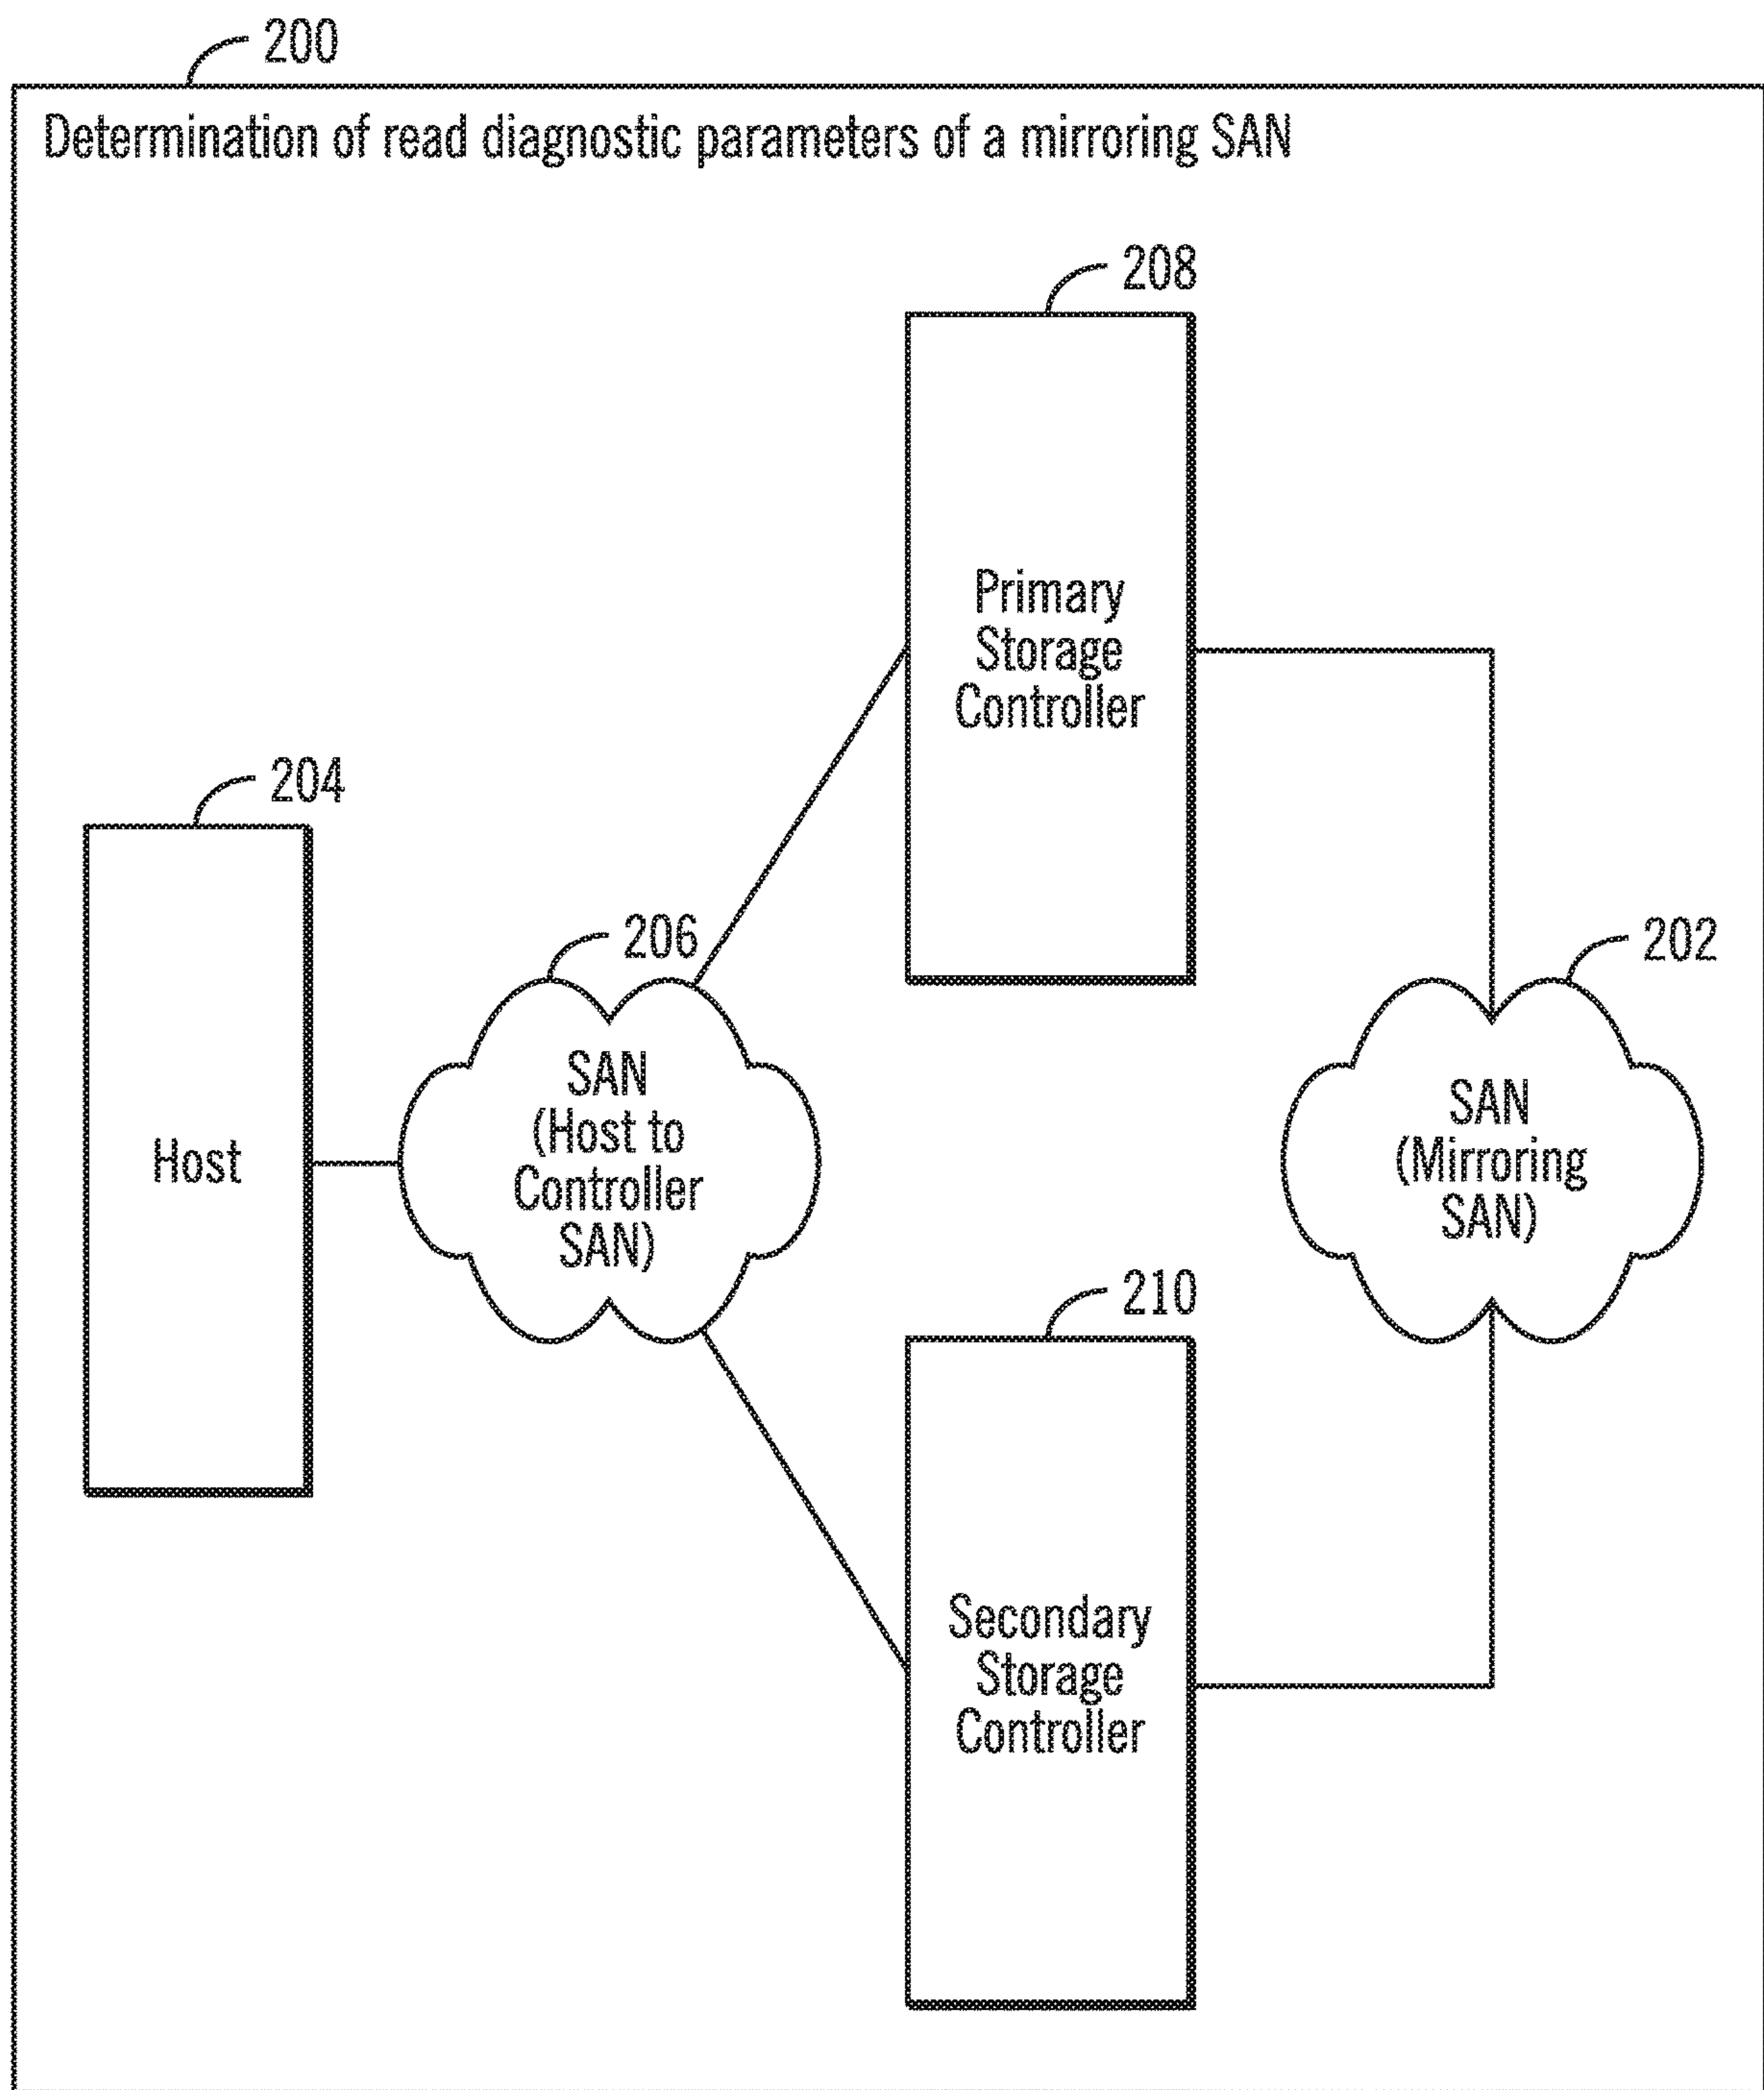 200
Determination of read diagnostic parameters of a mirroring SAN
208
Primary
Storage
Controller
204
Host
206
SAN
(Host to
Controller
SAN)
202
SAN
(Mirroring
SAN)
210
Secondary
Storage
Controller